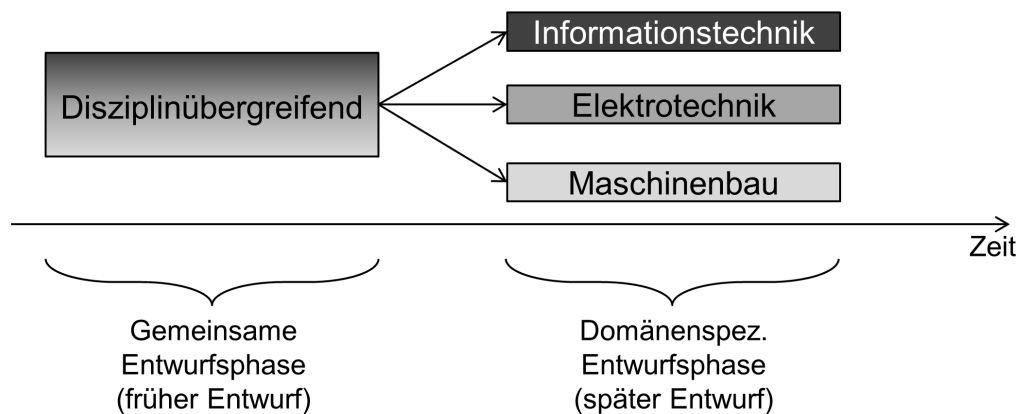 Informationstechnik
Disziplinübergreifend
Elektrotechnik
Maschinenbau
Zeit
Gemeinsame
Entwurfsphase
(früher Entwurf)
Domänenspez.
Entwurfsphase
(später Entwurf)